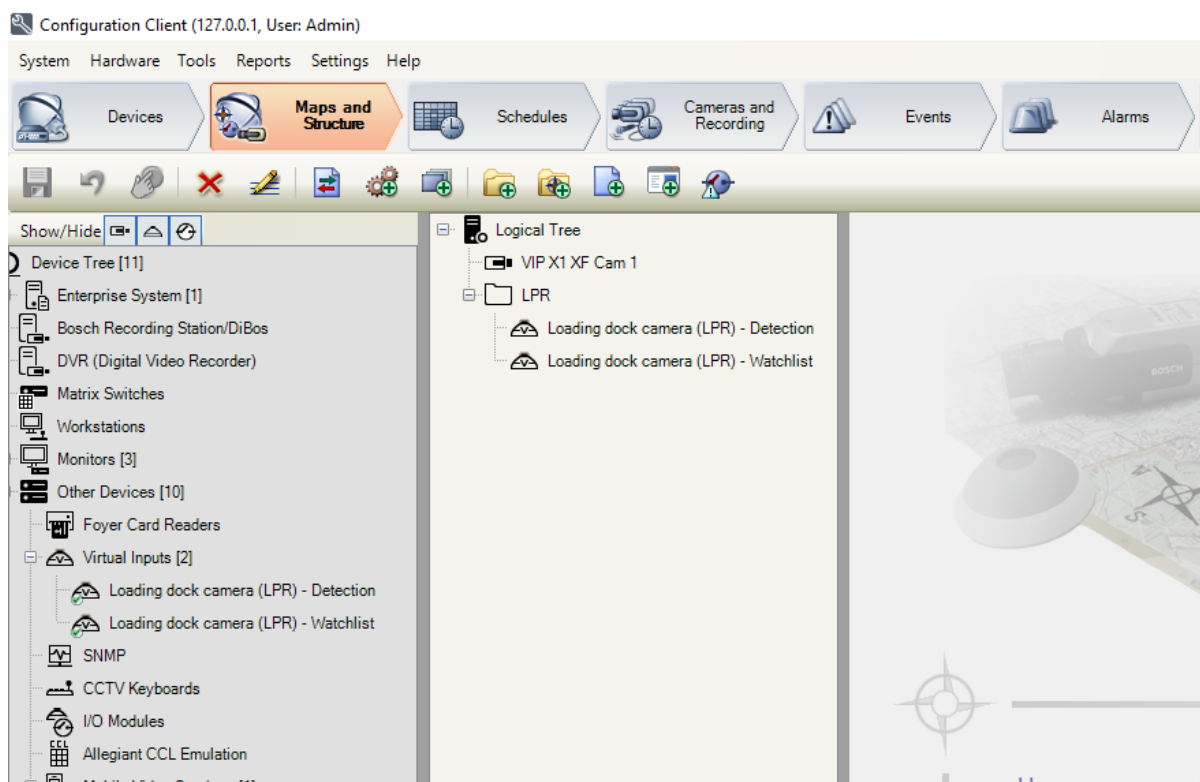 Configuration Client (127.0.0.1, User: Admin)
System Hardware Tools Reports Settings Help
Devices
Maps and
Structure
Schedules
Cameras and
Recording
Events
Alarms
Show/Hide
Device Tree [11]
Enterprise System [1]
Bosch Recording Station/DiBos
DVR (Digital Video Recorder)
Matrix Switches
Workstations
Monitors [3]
Other Devices [10]
Foyer Card Readers
Virtual Inputs [2]
Loading dock camera (LPR) - Detection
Loading dock camera (LPR) - Watchlist
SNMP
CCTV Keyboards
I/O Modules
CCL
Allegiant CCL Emulation
Logical Tree
VIP X1 XF Cam 1
LPR
Loading dock camera (LPR) - Detection
Loading dock camera (LPR) - Watchlist
BOSCH
S